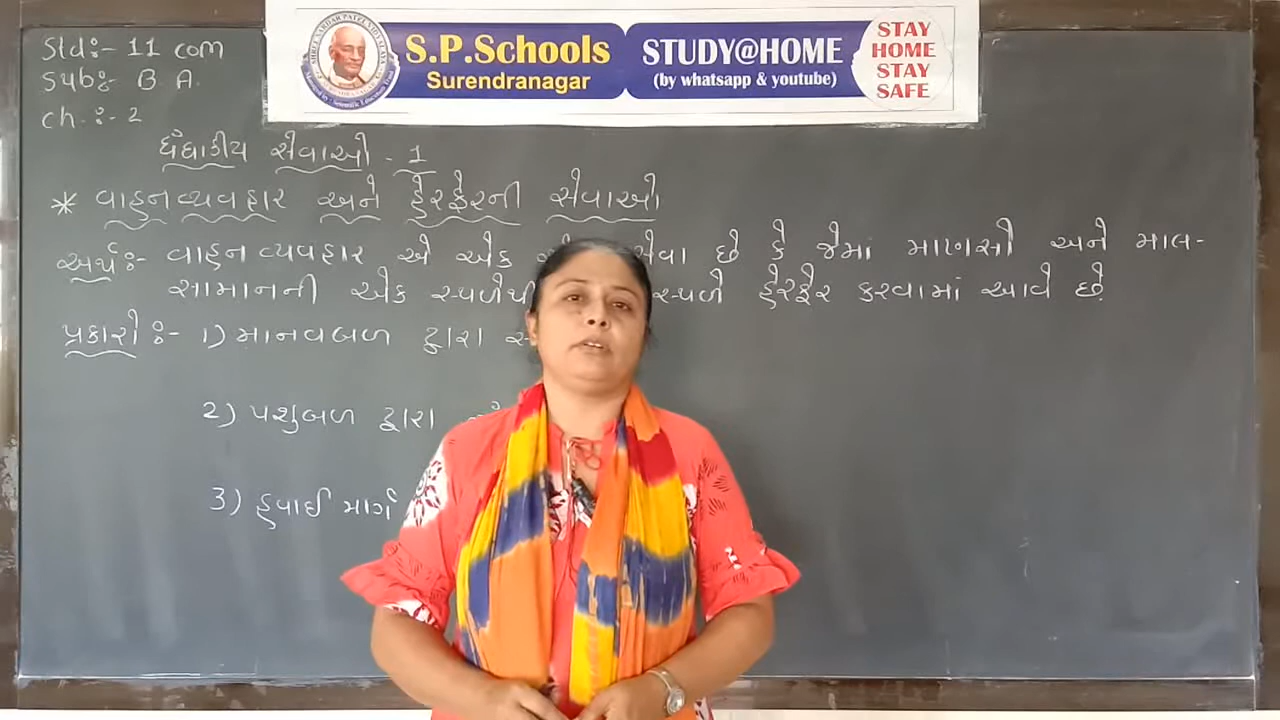 Std:- 11 com
Sub:- B A.
Ch.:- 2
S.P.Schools
Surendranagar
STUDY@HOME
(by whatsapp & youtube)
STAY
HOME
STAY
SAFE
ધંધાકીય સેવાઓ - 1
* વાહનવ્યવહાર અને હેરફેરની સેવાઓ
અર્થ:- વાહનવ્યવહાર એ એક સેવા છે કે જેમાં માણસો અને માલ-
સામાનની એક સ્થળેથી સ્થળે હેરફેર કરવામાં આવે છે.
પ્રકારો:- 1) માનવબળ દ્વારા
2) પશુબળ દ્વારા
3) હવાઈ માર્ગ